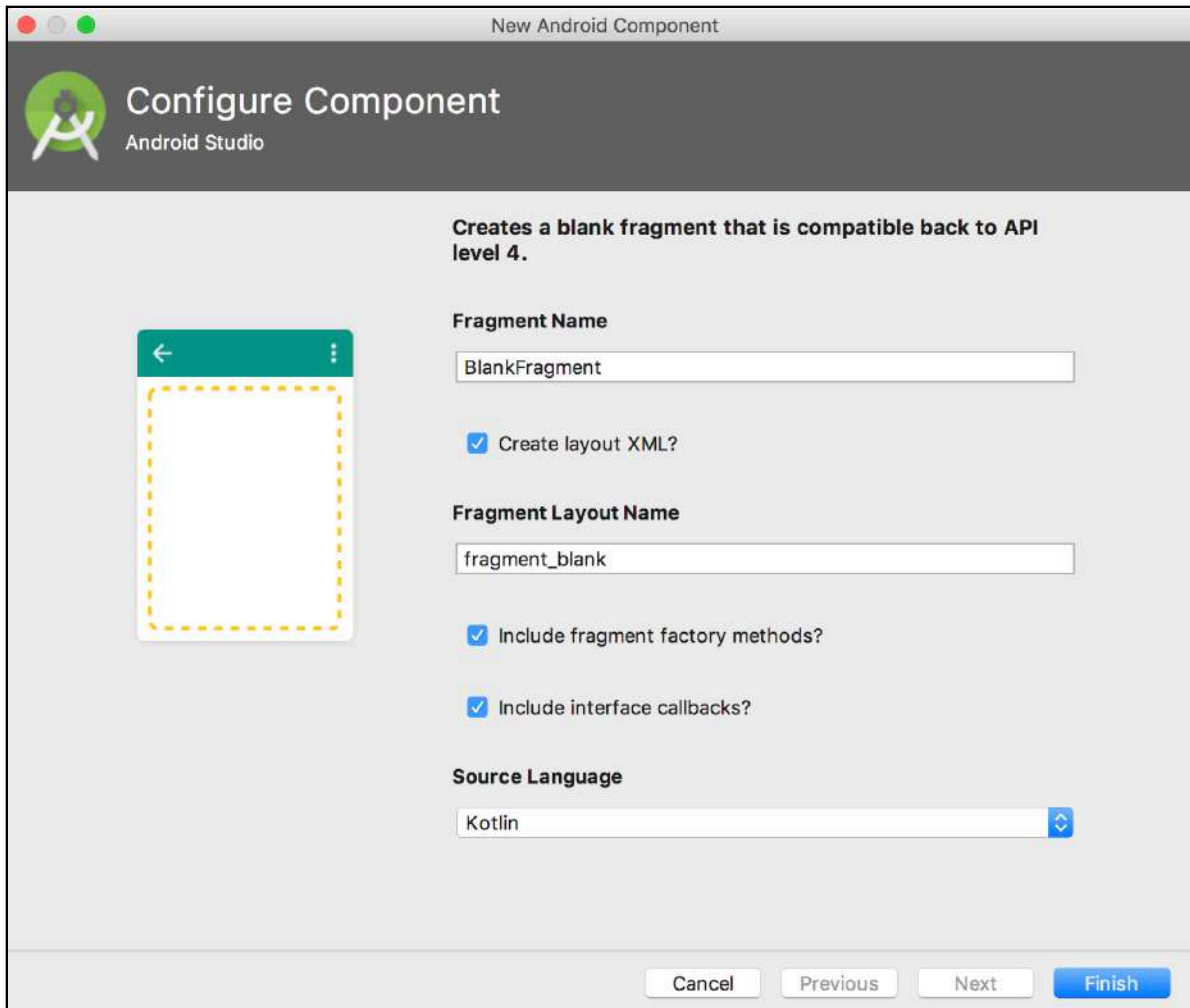 New Android Component
Configure Component
Android Studio
Creates a blank fragment that is compatible back to API
level 4.
Fragment Name
BlankFragment
Create layout XML?
Fragment Layout Name
fragment_blank
Include fragment factory methods?
Include interface callbacks?
Source Language
Kotlin
Cancel Previous Next Finish